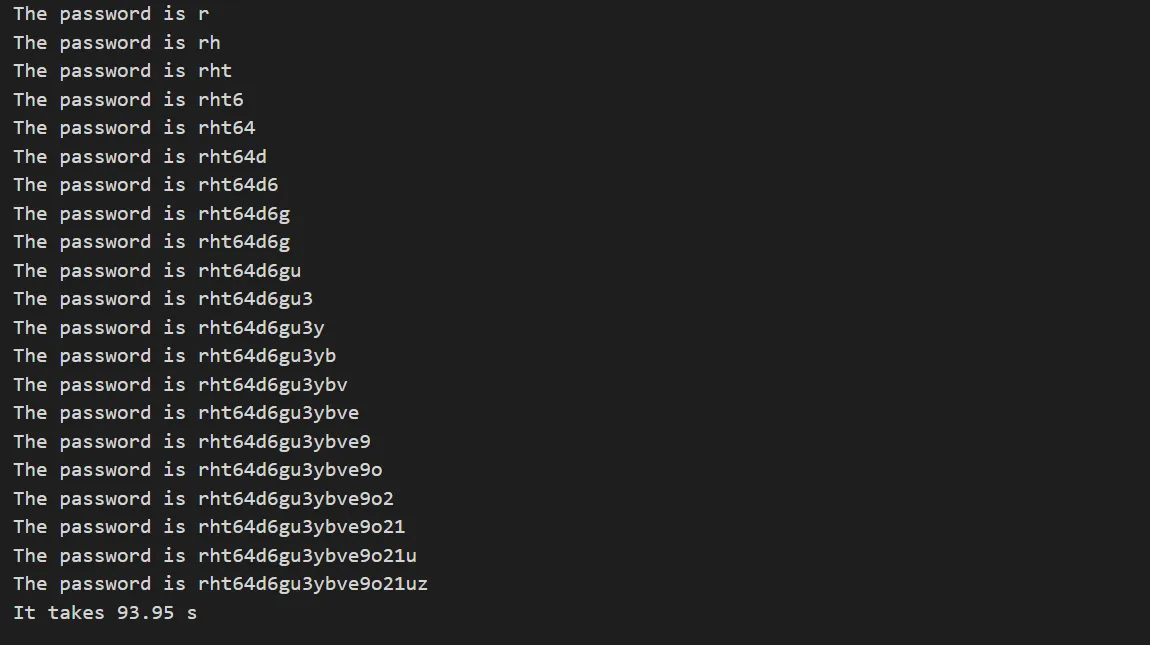 The password is r
The password is rh
The password is rht
The password is rht6
The password is rht64
The password is rht64d
The password is rht64d6
The password is rht64d6g
The password is rht64d6g
The password is rht64d6gu
The password is rht64d6gu3
The password is rht64d6gu3y
The password is rht64d6gu3yb
The password is rht64d6gu3ybv
The password is rht64d6gu3ybve
The password is rht64d6gu3ybve9
The password is rht64d6gu3ybve9o
The password is rht64d6gu3ybve9o2
The password is rht64d6gu3ybve9o21
The password is rht64d6gu3ybve9o21u
The password is rht64d6gu3ybve9o21uz
It takes 93.95 s